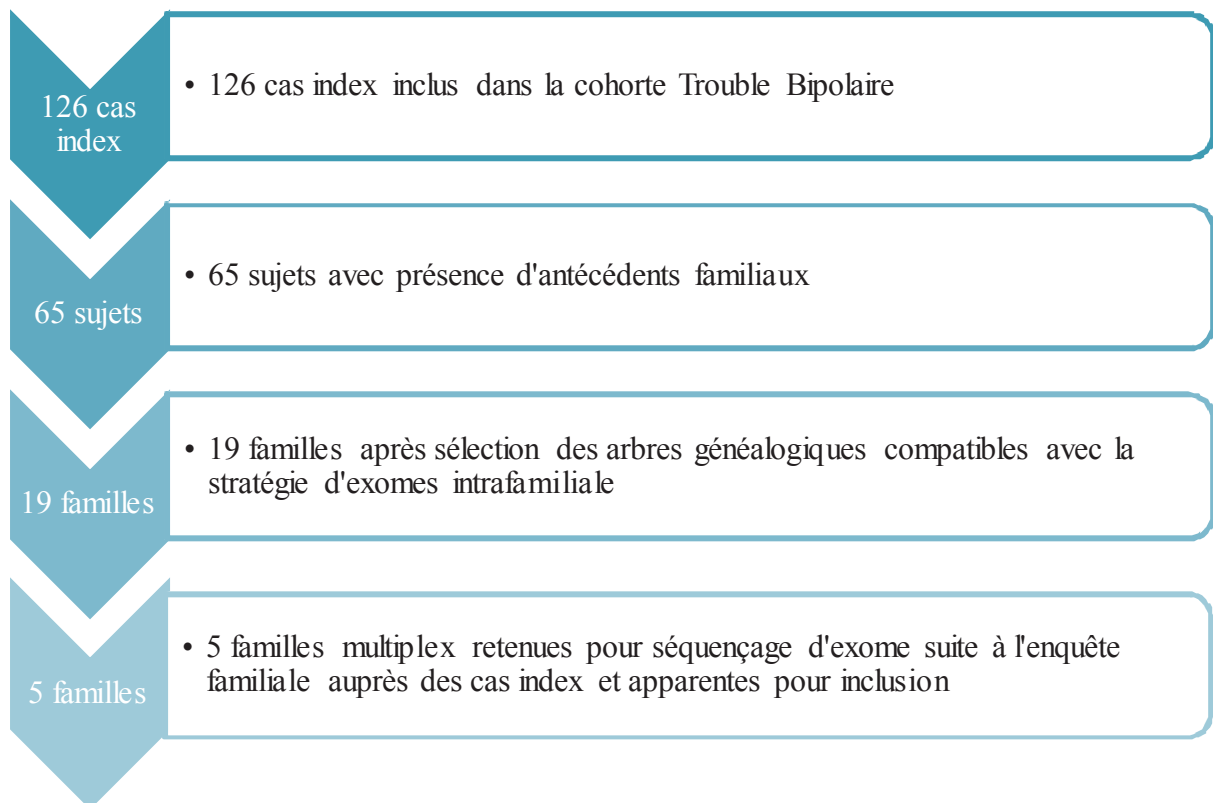 126 cas
index
• 126 cas index inclus dans la cohorte Trouble Bipolaire
65 sujets
• 65 sujets avec présence d'antécédents familiaux
19 familles
• 19 familles après sélection des arbres généalogiques compatibles avec la
stratégie d'exomes intrafamiliale
5 familles
• 5 familles multiplex retenues pour séquençage d'exome suite à l'enquête
familiale auprès des cas index et apparentes pour inclusion